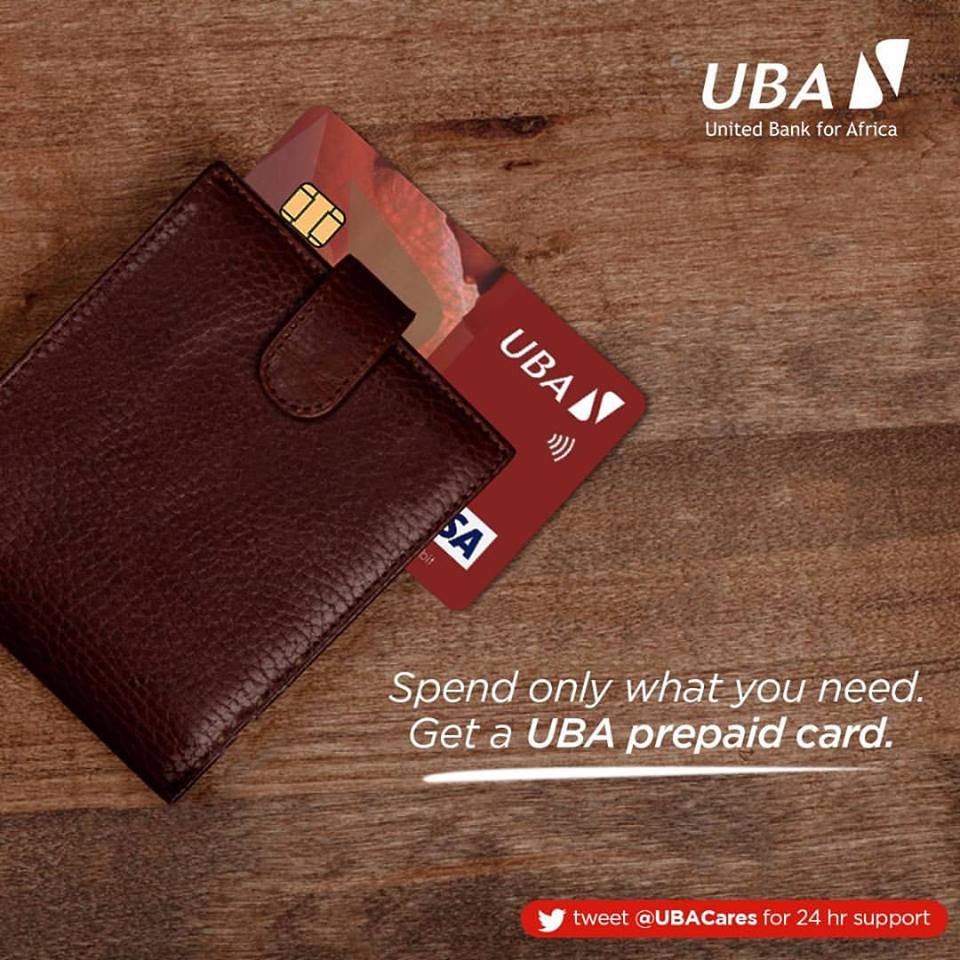 UBA
United Bank for Africa
UBA
Spend only what you need.
Get a UBA prepaid card.
tweet @UBACares for 24 hr support